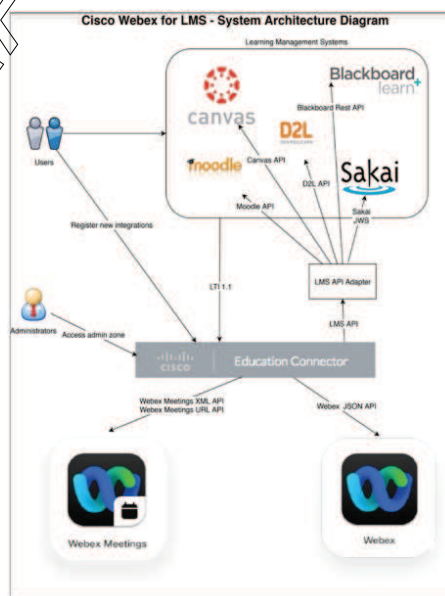 Cisco Webex for LMS - System Architecture Diagram
Learning Management Systems
canvas
Blackboard
learn+
Blackboard Rest API
D2L
moodle
Canvas API
D2L API
Sakai
Users
Moodle API
Sakai
JWS
Register new integrations
LTI 1.1
LMS API Adapter
Administrators
Access admin zone
LMS API
CISCO
Education Connector
Webex Meetings XML API
Webex Meetings URL API
Webex JSON API
Webex Meetings
Webex